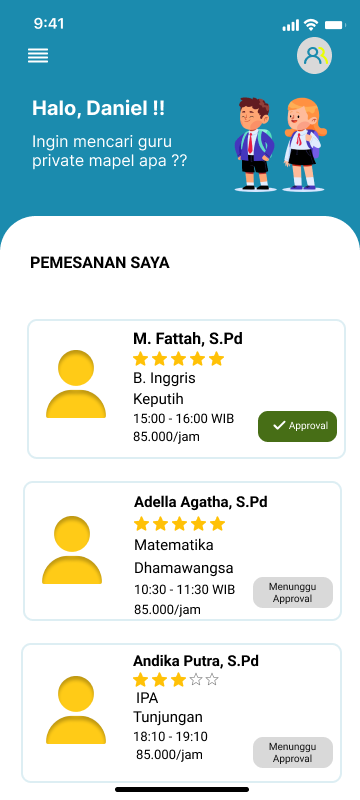 9:41
Halo, Daniel !!
Ingin mencari guru
private mapel apa ??
PEMESANAN SAYA
M. Fattah, S.Pd
B. Inggris
Keputih
15:00 - 16:00 WIB
85.000/jam
Approval
Adella Agatha, S.Pd
Matematika
Dhamawangsa
10:30 - 11:30 WIB
85.000/jam
Menunggu
Approval
Andika Putra, S.Pd
IPA
Tunjungan
18:10 - 19:10
85.000/jam
Menunggu
Approval